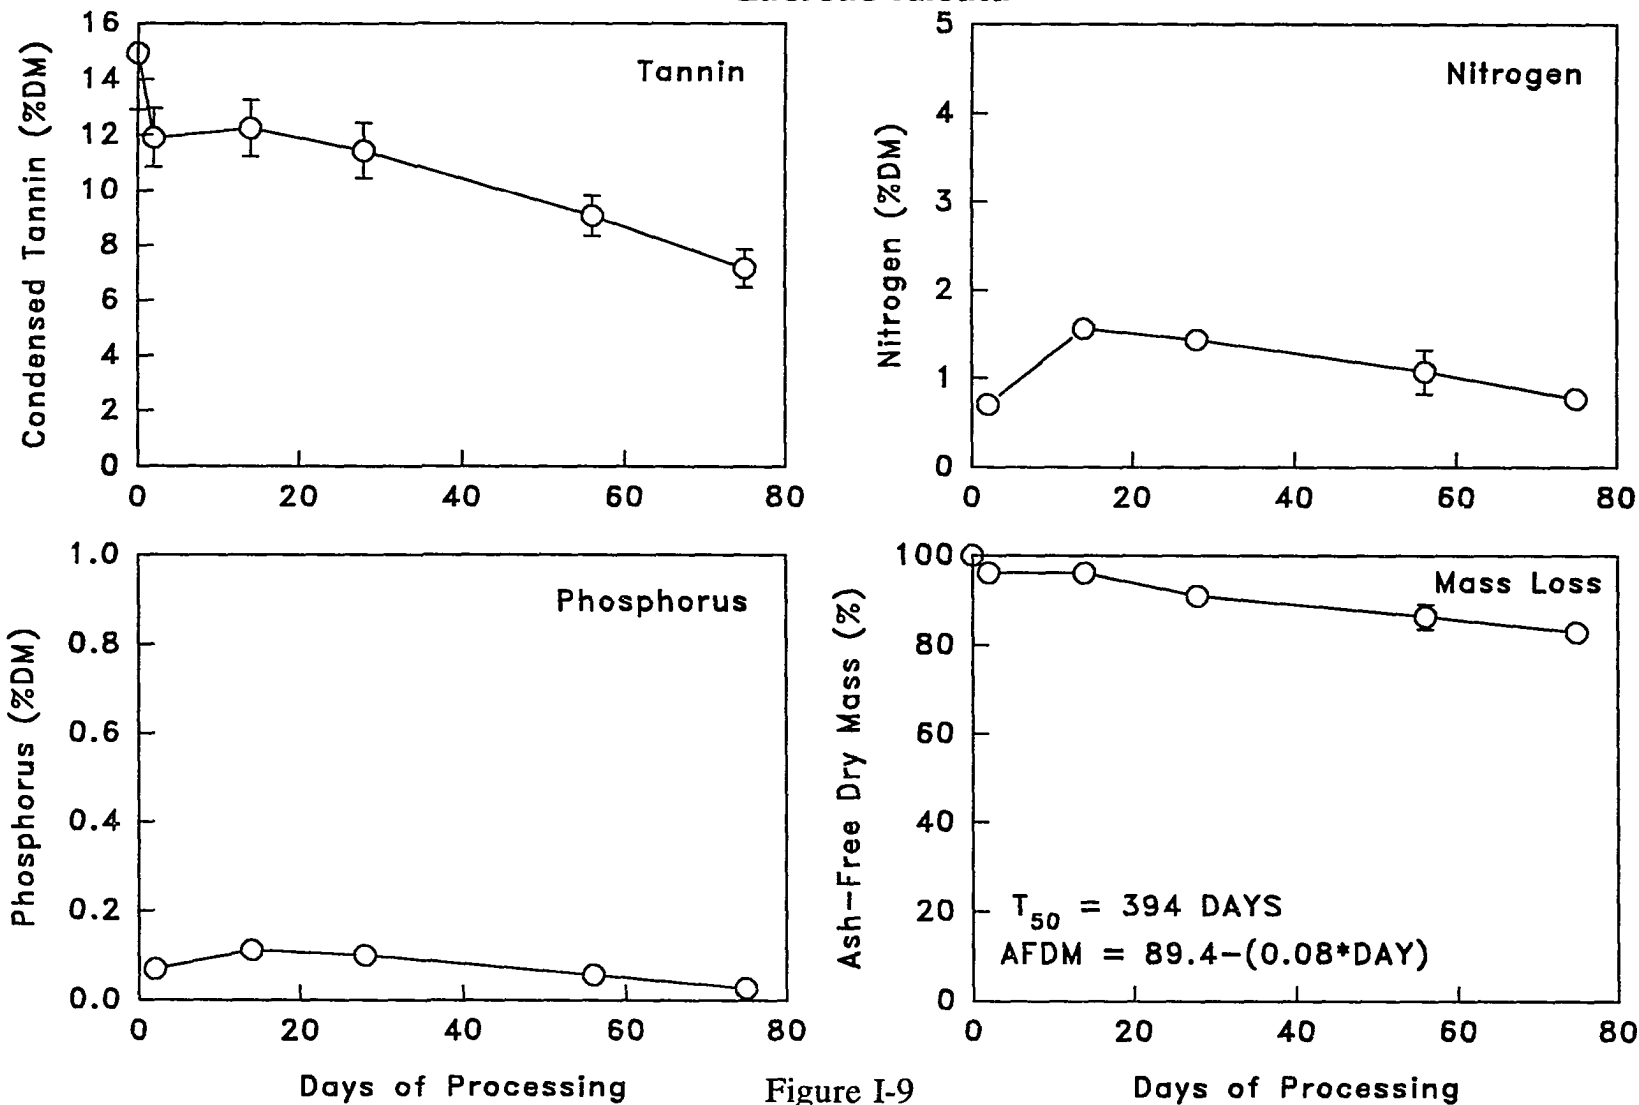 16
14
12
10
8
6
4
2
0
Condensed Tannin (%DM)
Tannin
0 20 40 60 80
5
4
3
2
1
0
Nitrogen (%DM)
Nitrogen
0 20 40 60 80
1.0
0.8
0.6
0.4
0.2
0.0
Phosphorus (%DM)
Phosphorus
0 20 40 60 80
Days of Processing
100
80
60
40
20
0
Ash-Free Dry Mass (%)
Mass Loss
T50 = 394 DAYS
AFDM = 89.4-(0.08*DAY)
0 20 40 60 80
Days of Processing
Figure I-9